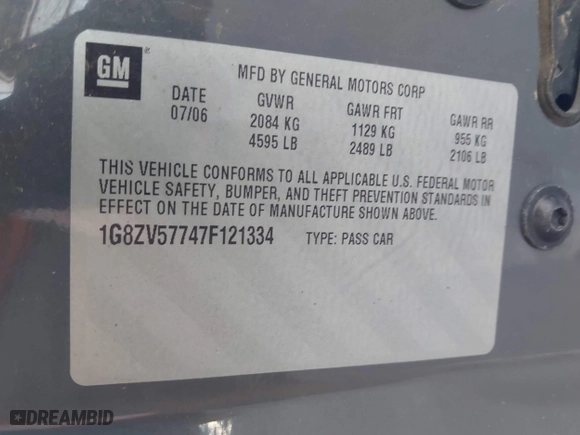 GM
MFD BY GENERAL MOTORS CORP
DATE GVWR GAWR FRT GAWR RR
07/06 2084 KG 1129 KG 955 KG
4595 LB 2489 LB 2106 LB
THIS VEHICLE CONFORMS TO ALL APPLICABLE U.S. FEDERAL MOTOR
VEHICLE SAFETY, BUMPER, AND THEFT PREVENTION STANDARDS IN
EFFECT ON THE DATE OF MANUFACTURE SHOWN ABOVE.
1G8ZV57747F121334 TYPE: PASS CAR
DREAMBID